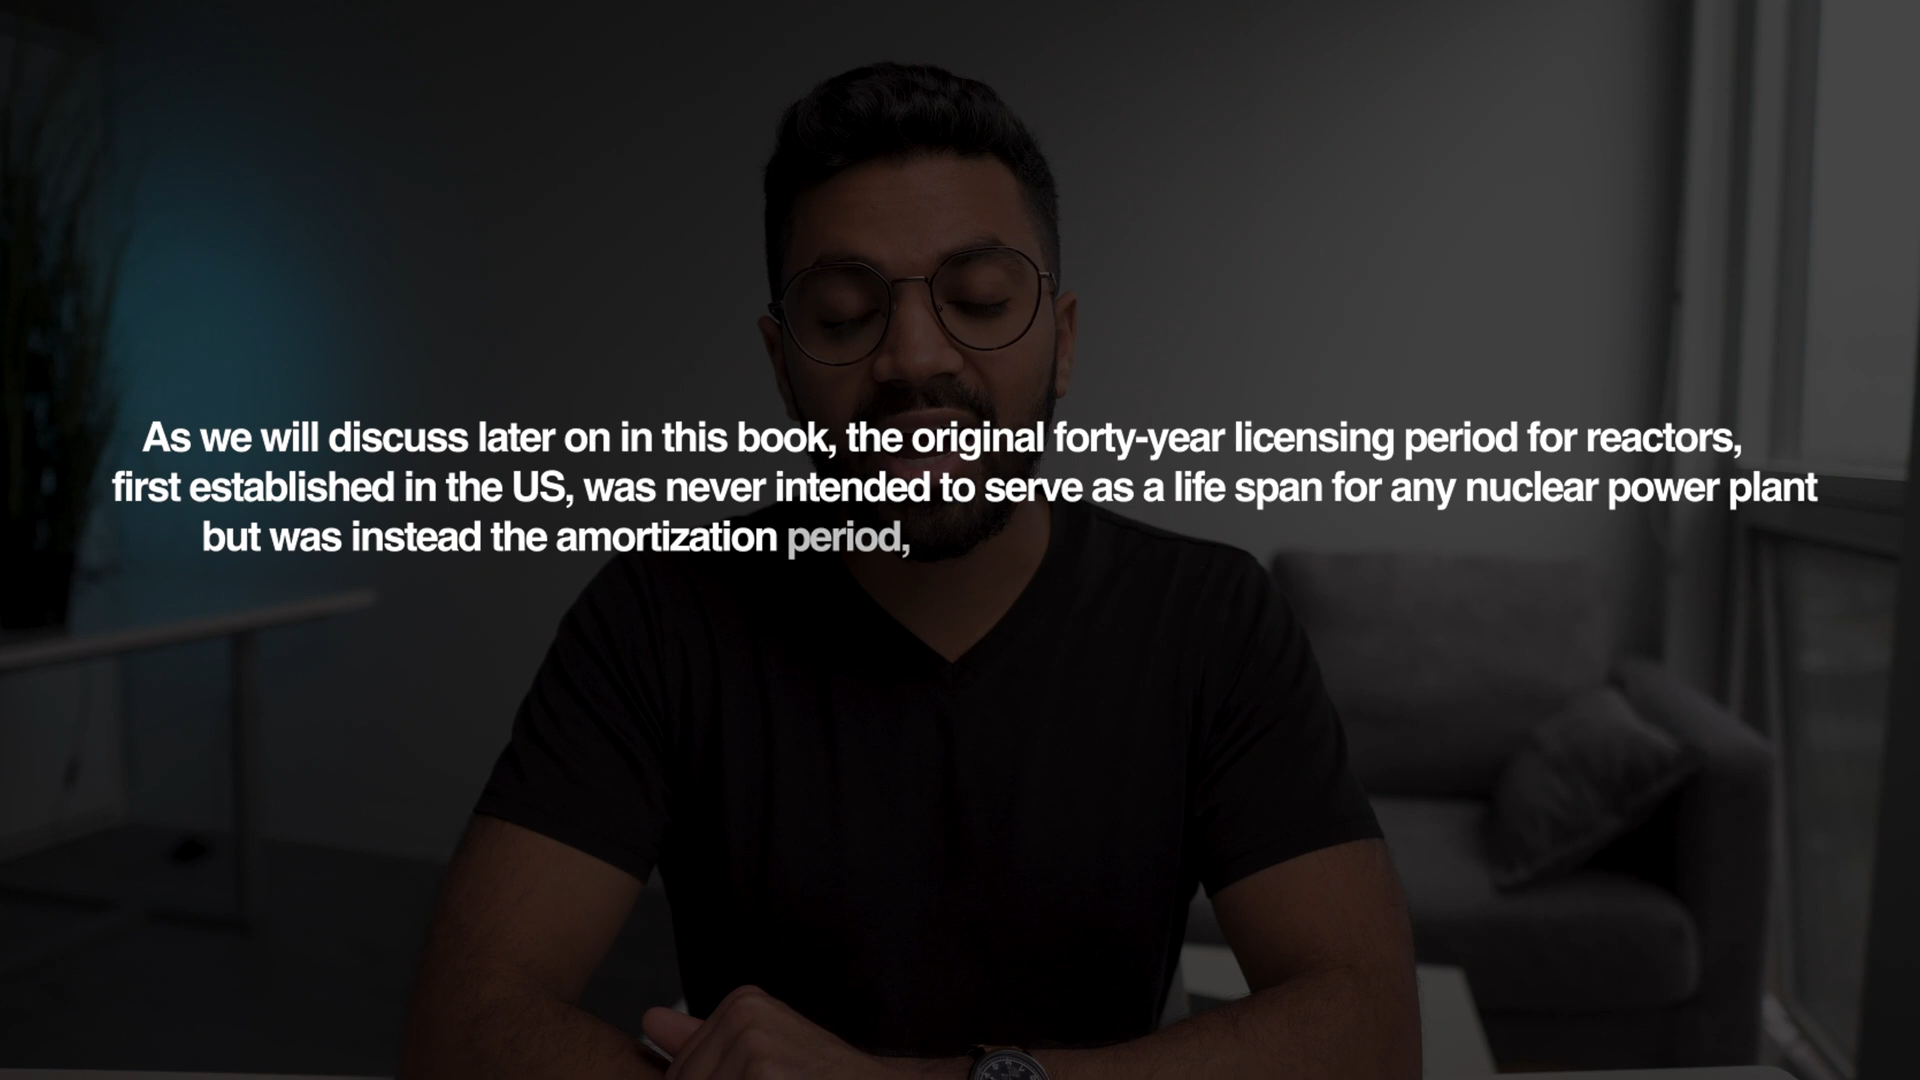 As we will discuss later on in this book, the original forty-year licensing period for reactors,
first established in the US, was never intended to serve as a life span for any nuclear power plant
but was instead the amortization period,